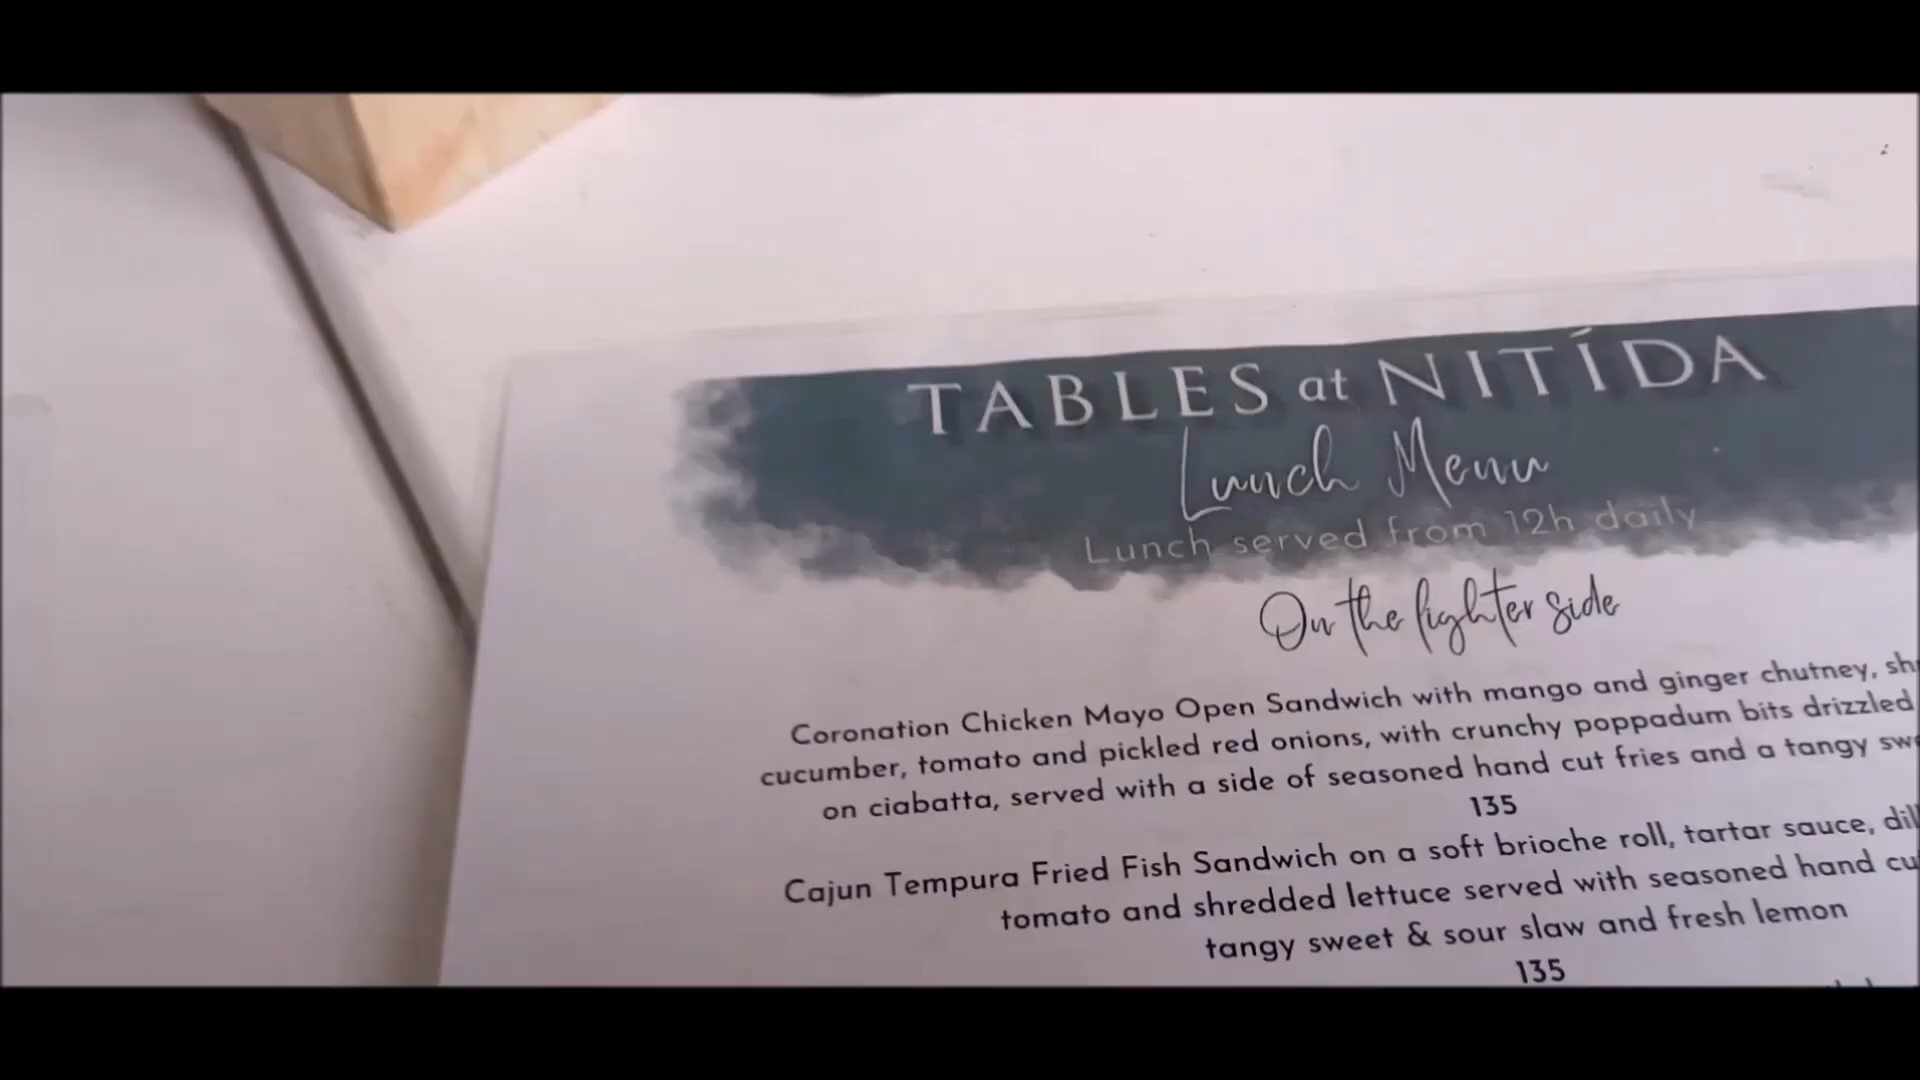 TABLES at NITÍDA
Lunch Menu
Lunch served from 12h daily
On the lighter side
Coronation Chicken Mayo Open Sandwich with mango and ginger chutney,
cucumber, tomato and pickled red onions, with crunchy poppadum bits drizzled
on ciabatta, served with a side of seasoned hand cut fries and a tangy
135
Cajun Tempura Fried Fish Sandwich on a soft brioche roll, tartar sauce,
tomato and shredded lettuce served with seasoned hand
tangy sweet & sour slaw and fresh lemon
135